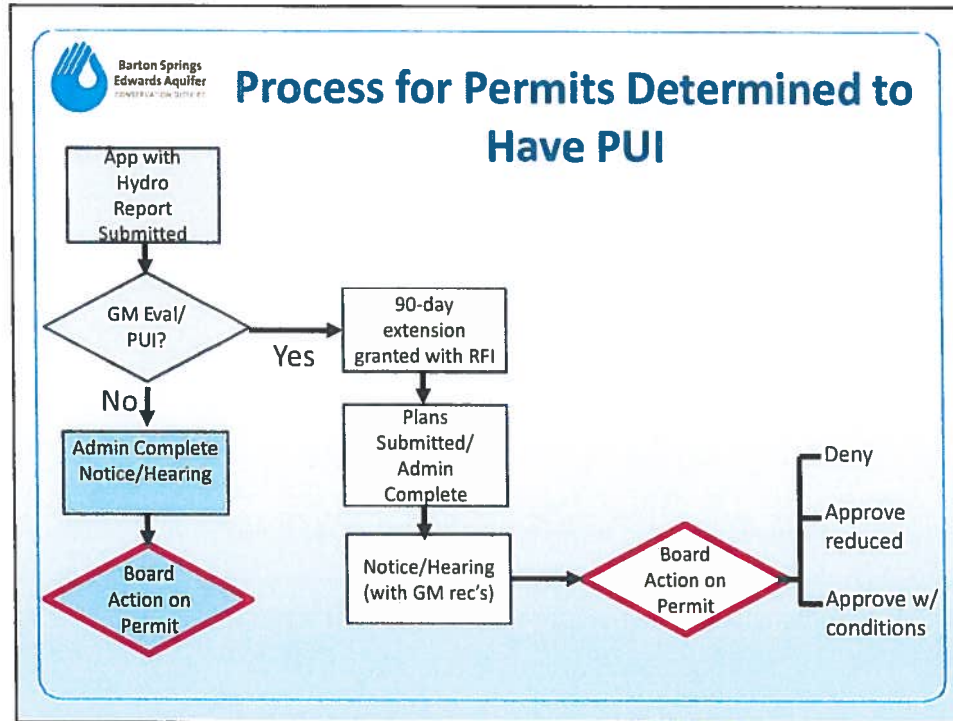 Barton Springs
Edwards Aquifer
CONSERVATION DISTRICT
Process for Permits Determined to
Have PUI
App with
Hydro
Report
Submitted
GM Eval/
PUI?
Yes
No
90-day
extension
granted with RFI
Admin Complete
Notice/Hearing
Plans
Submitted/
Admin
Complete
Board
Action on
Permit
Notice/Hearing
(with GM rec's)
Board
Action on
Permit
Deny
Approve
reduced
Approve w/
conditions